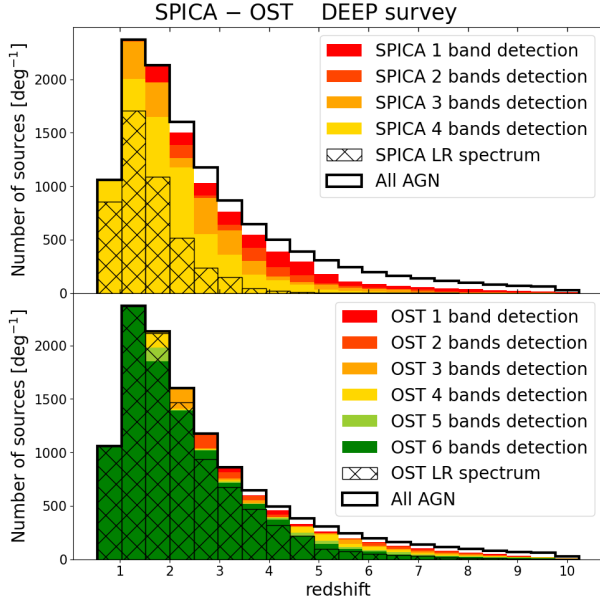 SPICA − OST DEEP survey
Number of sources [deg⁻¹]
2000
1500
1000
500
0
SPICA 1 band detection
SPICA 2 bands detection
SPICA 3 bands detection
SPICA 4 bands detection
SPICA LR spectrum
All AGN
Number of sources [deg⁻¹]
2000
1500
1000
500
0
OST 1 band detection
OST 2 bands detection
OST 3 bands detection
OST 4 bands detection
OST 5 bands detection
OST 6 bands detection
OST LR spectrum
All AGN
1 2 3 4 5 6 7 8 9 10
redshift